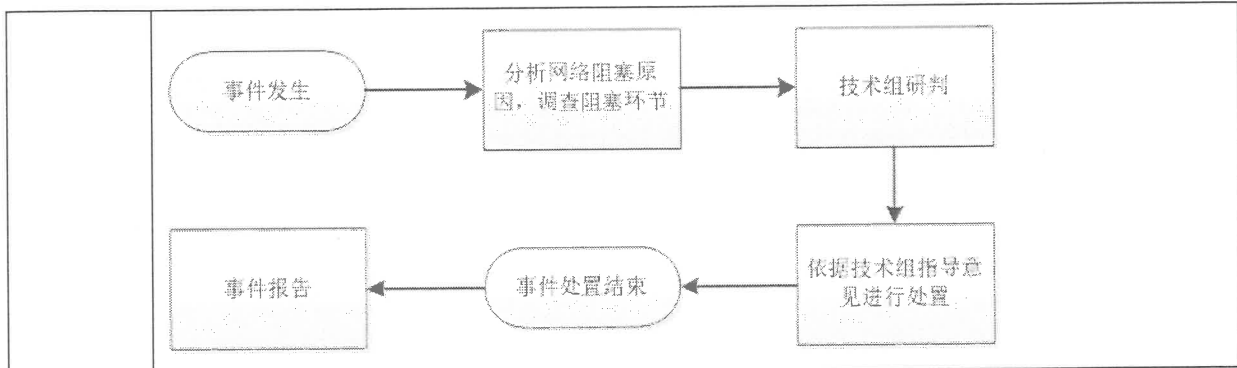 事件发生
分析网络阻塞原
因，调查阻塞环节
技术组研判
依据技术组指导意
见进行处置
事件处置结束
事件报告